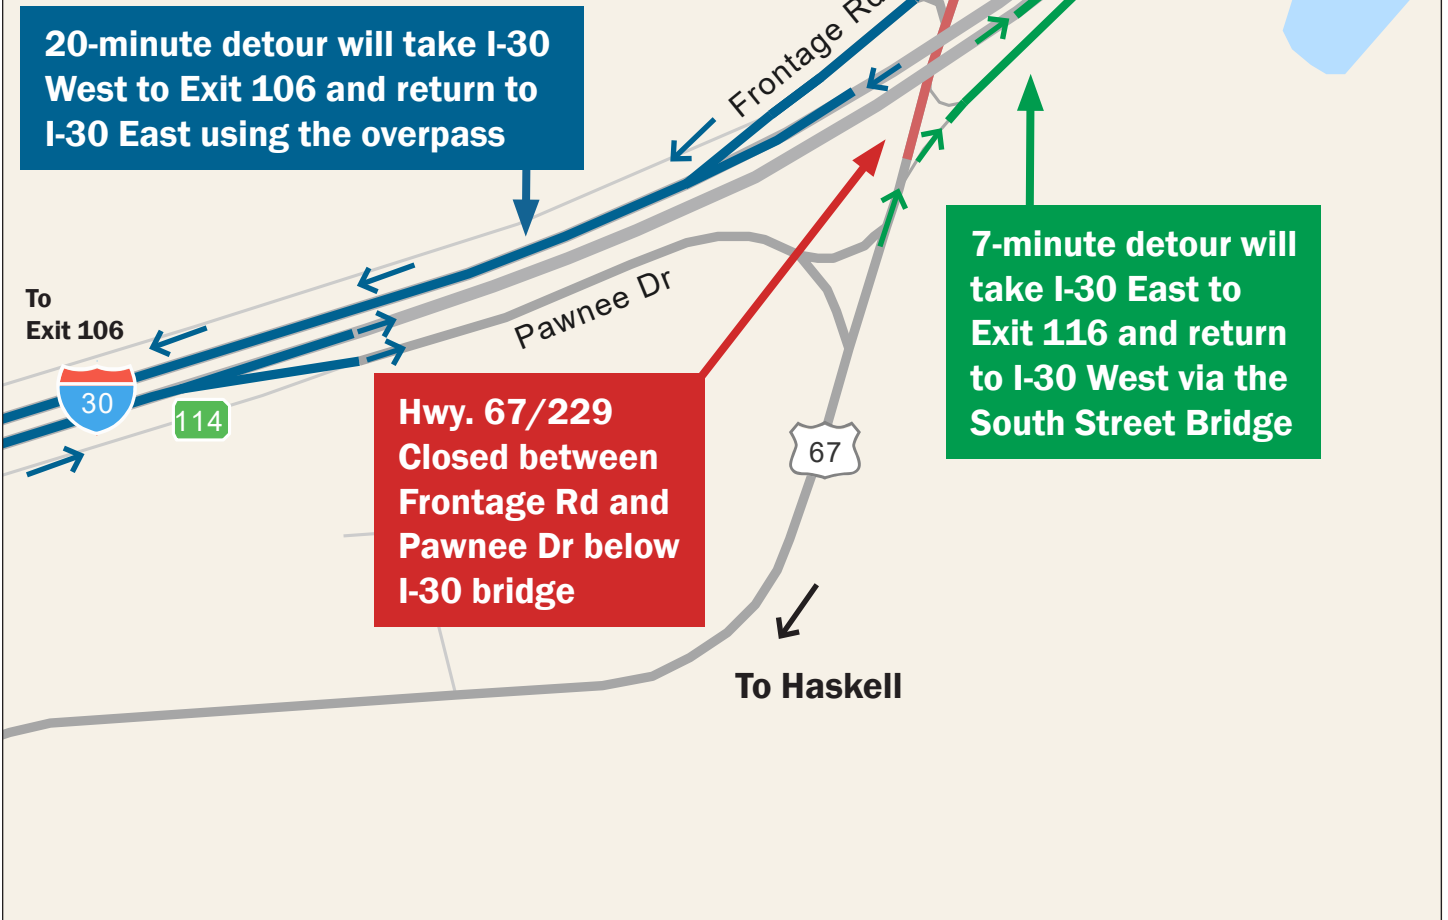 20-minute detour will take I-30
West to Exit 106 and return to
I-30 East using the overpass
Frontage Rd
To
Exit 106
30
114
Pawnee Dr
7-minute detour will
take I-30 East to
Exit 116 and return
to I-30 West via the
South Street Bridge
Hwy. 67/229
Closed between
Frontage Rd and
Pawnee Dr below
I-30 bridge
67
To Haskell